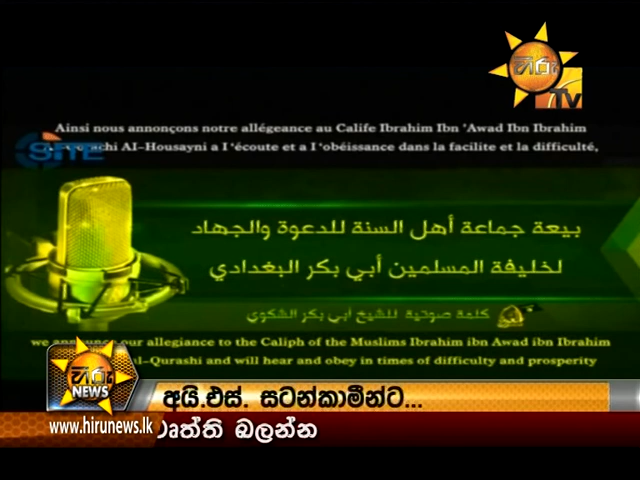 හිරු
TV
Ainsi nous annonçons notre allégeance au Calife Ibrahim Ibn 'Awad Ibn Ibrahim
Al-Housayni a l'écoute et a l'obéissance dans la facilite et la difficulté,
SITE
بيعة جماعة أهل السنة للدعوة والجهاد
لخليفة المسلمين أبي بكر البغدادي
كلمة صوتية للشيخ أبي بكر الشكوي
we announce our allegiance to the Caliph of the Muslims Ibrahim ibn Awad ibn Ibrahim
al-Qurashi and will hear and obey in times of difficulty and prosperity
හිරු
NEWS
අයි.එස්. සටන්කාමීන්ට...
www.hirunews.lk
බලන්න